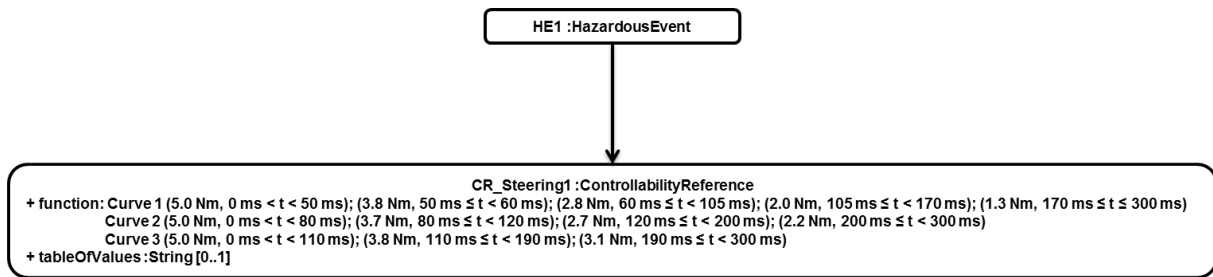 HE1 :HazardousEvent
CR_Steering1 :ControllabilityReference
+ function: Curve 1 (5.0 Nm, 0 ms < t < 50 ms); (3.8 Nm, 50 ms ≤ t < 60 ms); (2.8 Nm, 60 ms ≤ t < 105 ms); (2.0 Nm, 105 ms ≤ t < 170 ms); (1.3 Nm, 170 ms ≤ t ≤ 300 ms)
Curve 2 (5.0 Nm, 0 ms < t < 80 ms); (3.7 Nm, 80 ms ≤ t < 120 ms); (2.7 Nm, 120 ms ≤ t < 200 ms); (2.2 Nm, 200 ms ≤ t < 300 ms)
Curve 3 (5.0 Nm, 0 ms < t < 110 ms); (3.8 Nm, 110 ms ≤ t < 190 ms); (3.1 Nm, 190 ms ≤ t < 300 ms)
+ tableOfValues :String [0..1]